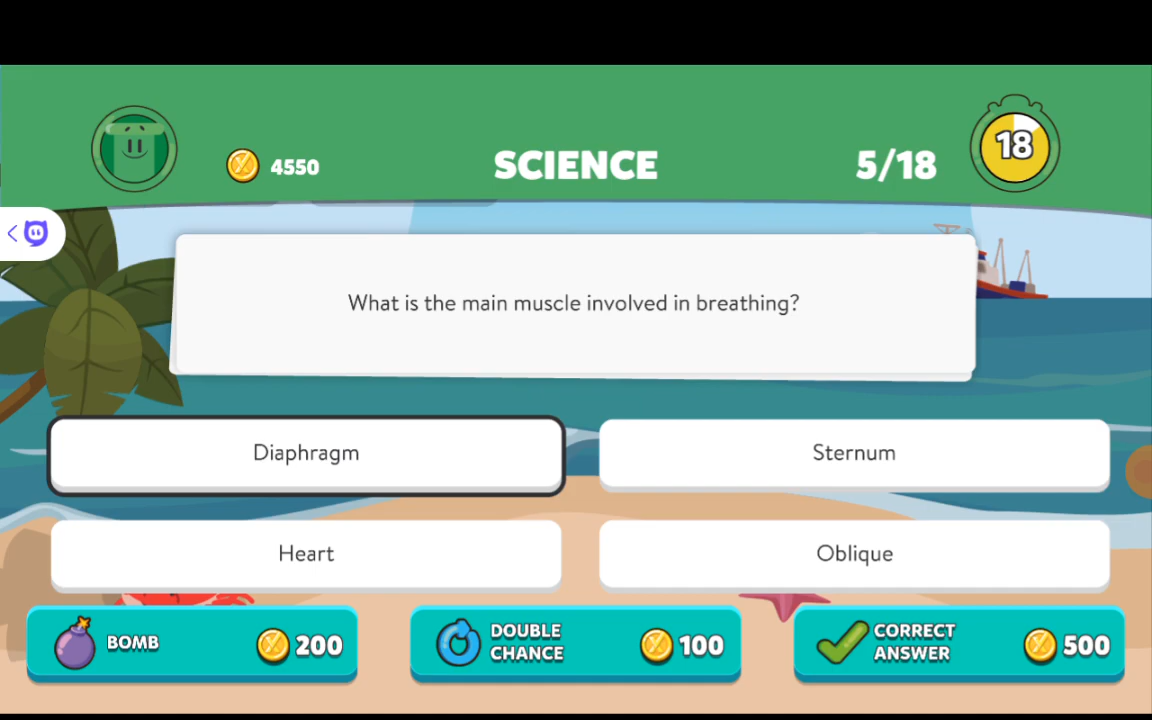 4550
SCIENCE
5/18
18
What is the main muscle involved in breathing?
Diaphragm
Sternum
Heart
Oblique
BOMB
200
DOUBLE
CHANCE
100
CORRECT
ANSWER
500